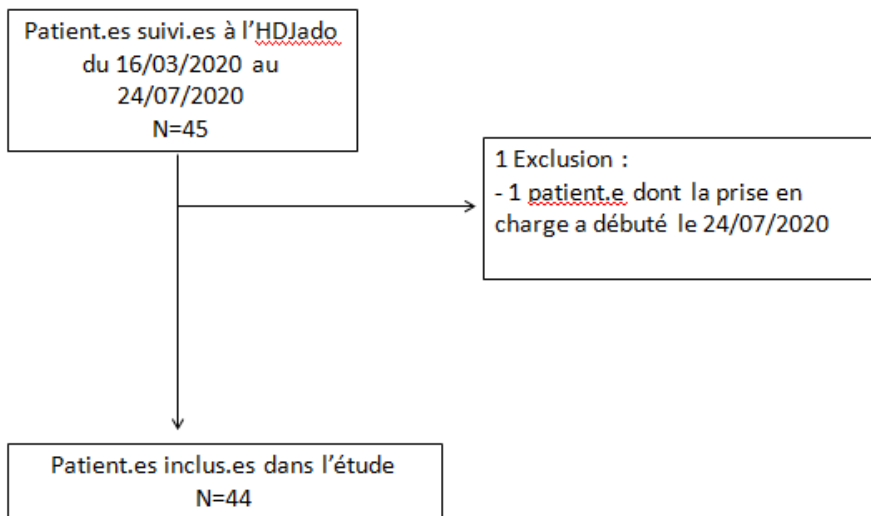 Patient.es suivi.es à l'HDJado
du 16/03/2020 au
24/07/2020
N=45
1 Exclusion :
- 1 patient.e dont la prise en
charge a débuté le 24/07/2020
Patient.es inclus.es dans l'étude
N=44